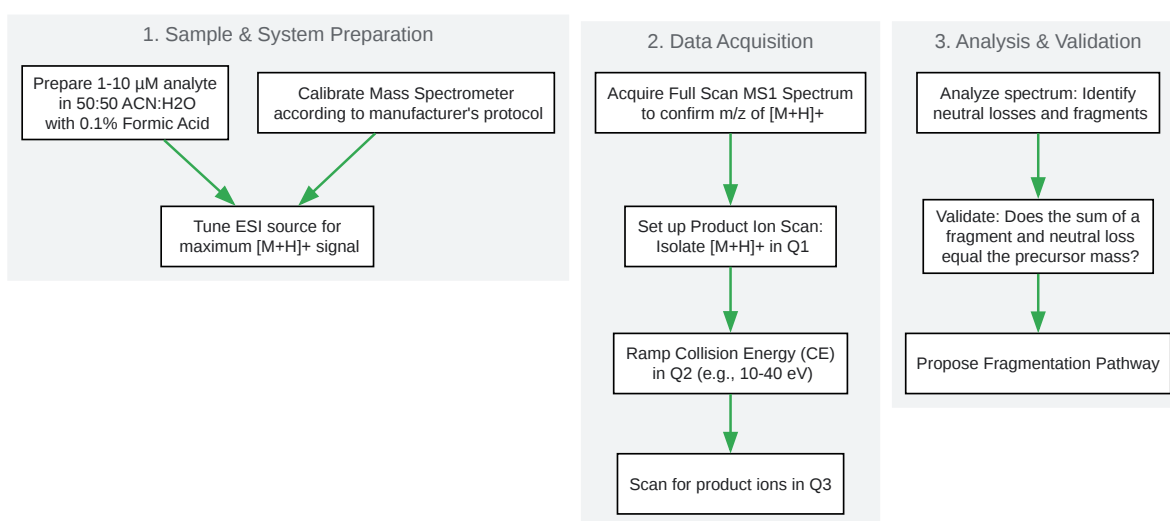 1. Sample & System Preparation
Prepare 1-10 µM analyte
in 50:50 ACN:H2O
with 0.1% Formic Acid
Calibrate Mass Spectrometer
according to manufacturer's protocol
Tune ESI source for
maximum [M+H]+ signal
2. Data Acquisition
Acquire Full Scan MS1 Spectrum
to confirm m/z of [M+H]+
Set up Product Ion Scan:
Isolate [M+H]+ in Q1
Ramp Collision Energy (CE)
in Q2 (e.g., 10-40 eV)
Scan for product ions in Q3
3. Analysis & Validation
Analyze spectrum: Identify
neutral losses and fragments
Validate: Does the sum of a
fragment and neutral loss
equal the precursor mass?
Propose Fragmentation Pathway